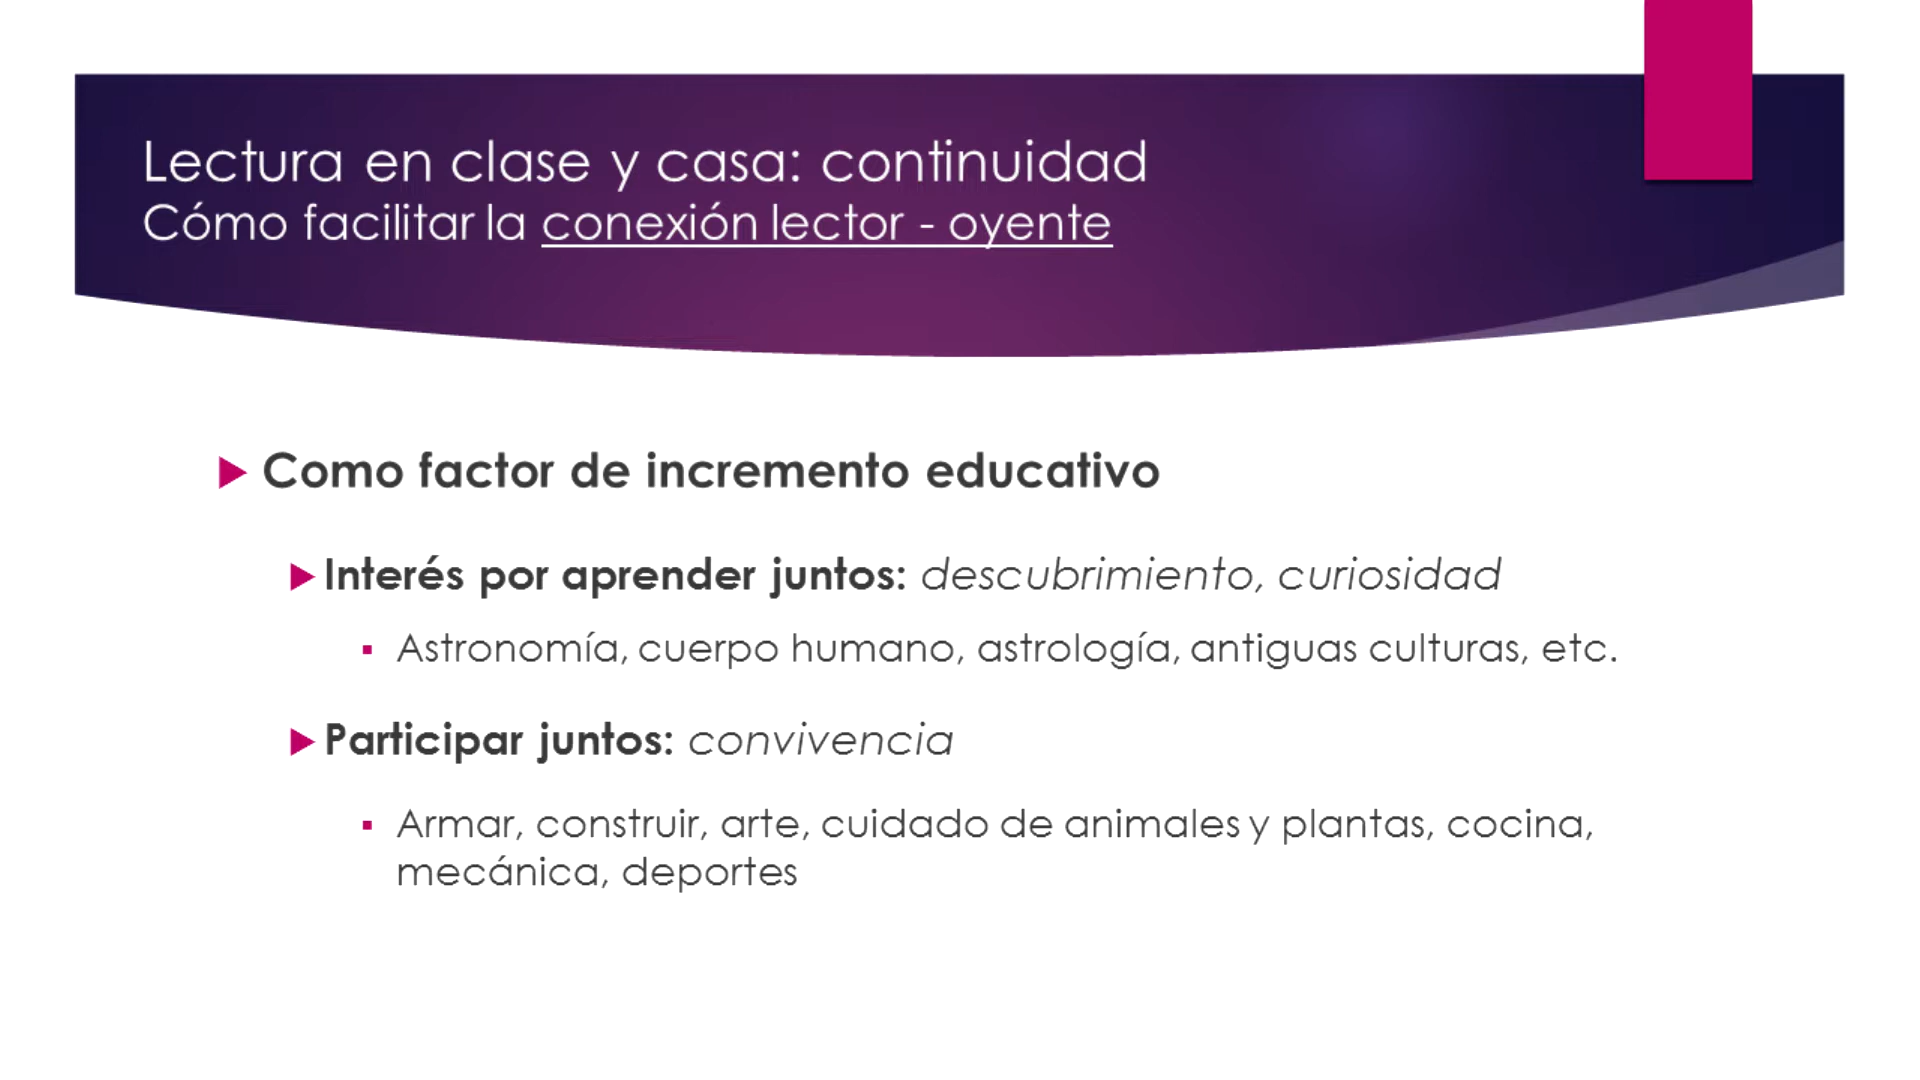 Lectura en clase y casa: continuidad
Cómo facilitar la conexión lector - oyente
Como factor de incremento educativo
Interés por aprender juntos: descubrimiento, curiosidad
Astronomía, cuerpo humano, astrología, antiguas culturas, etc.
Participar juntos: convivencia
Armar, construir, arte, cuidado de animales y plantas, cocina,
mecánica, deportes